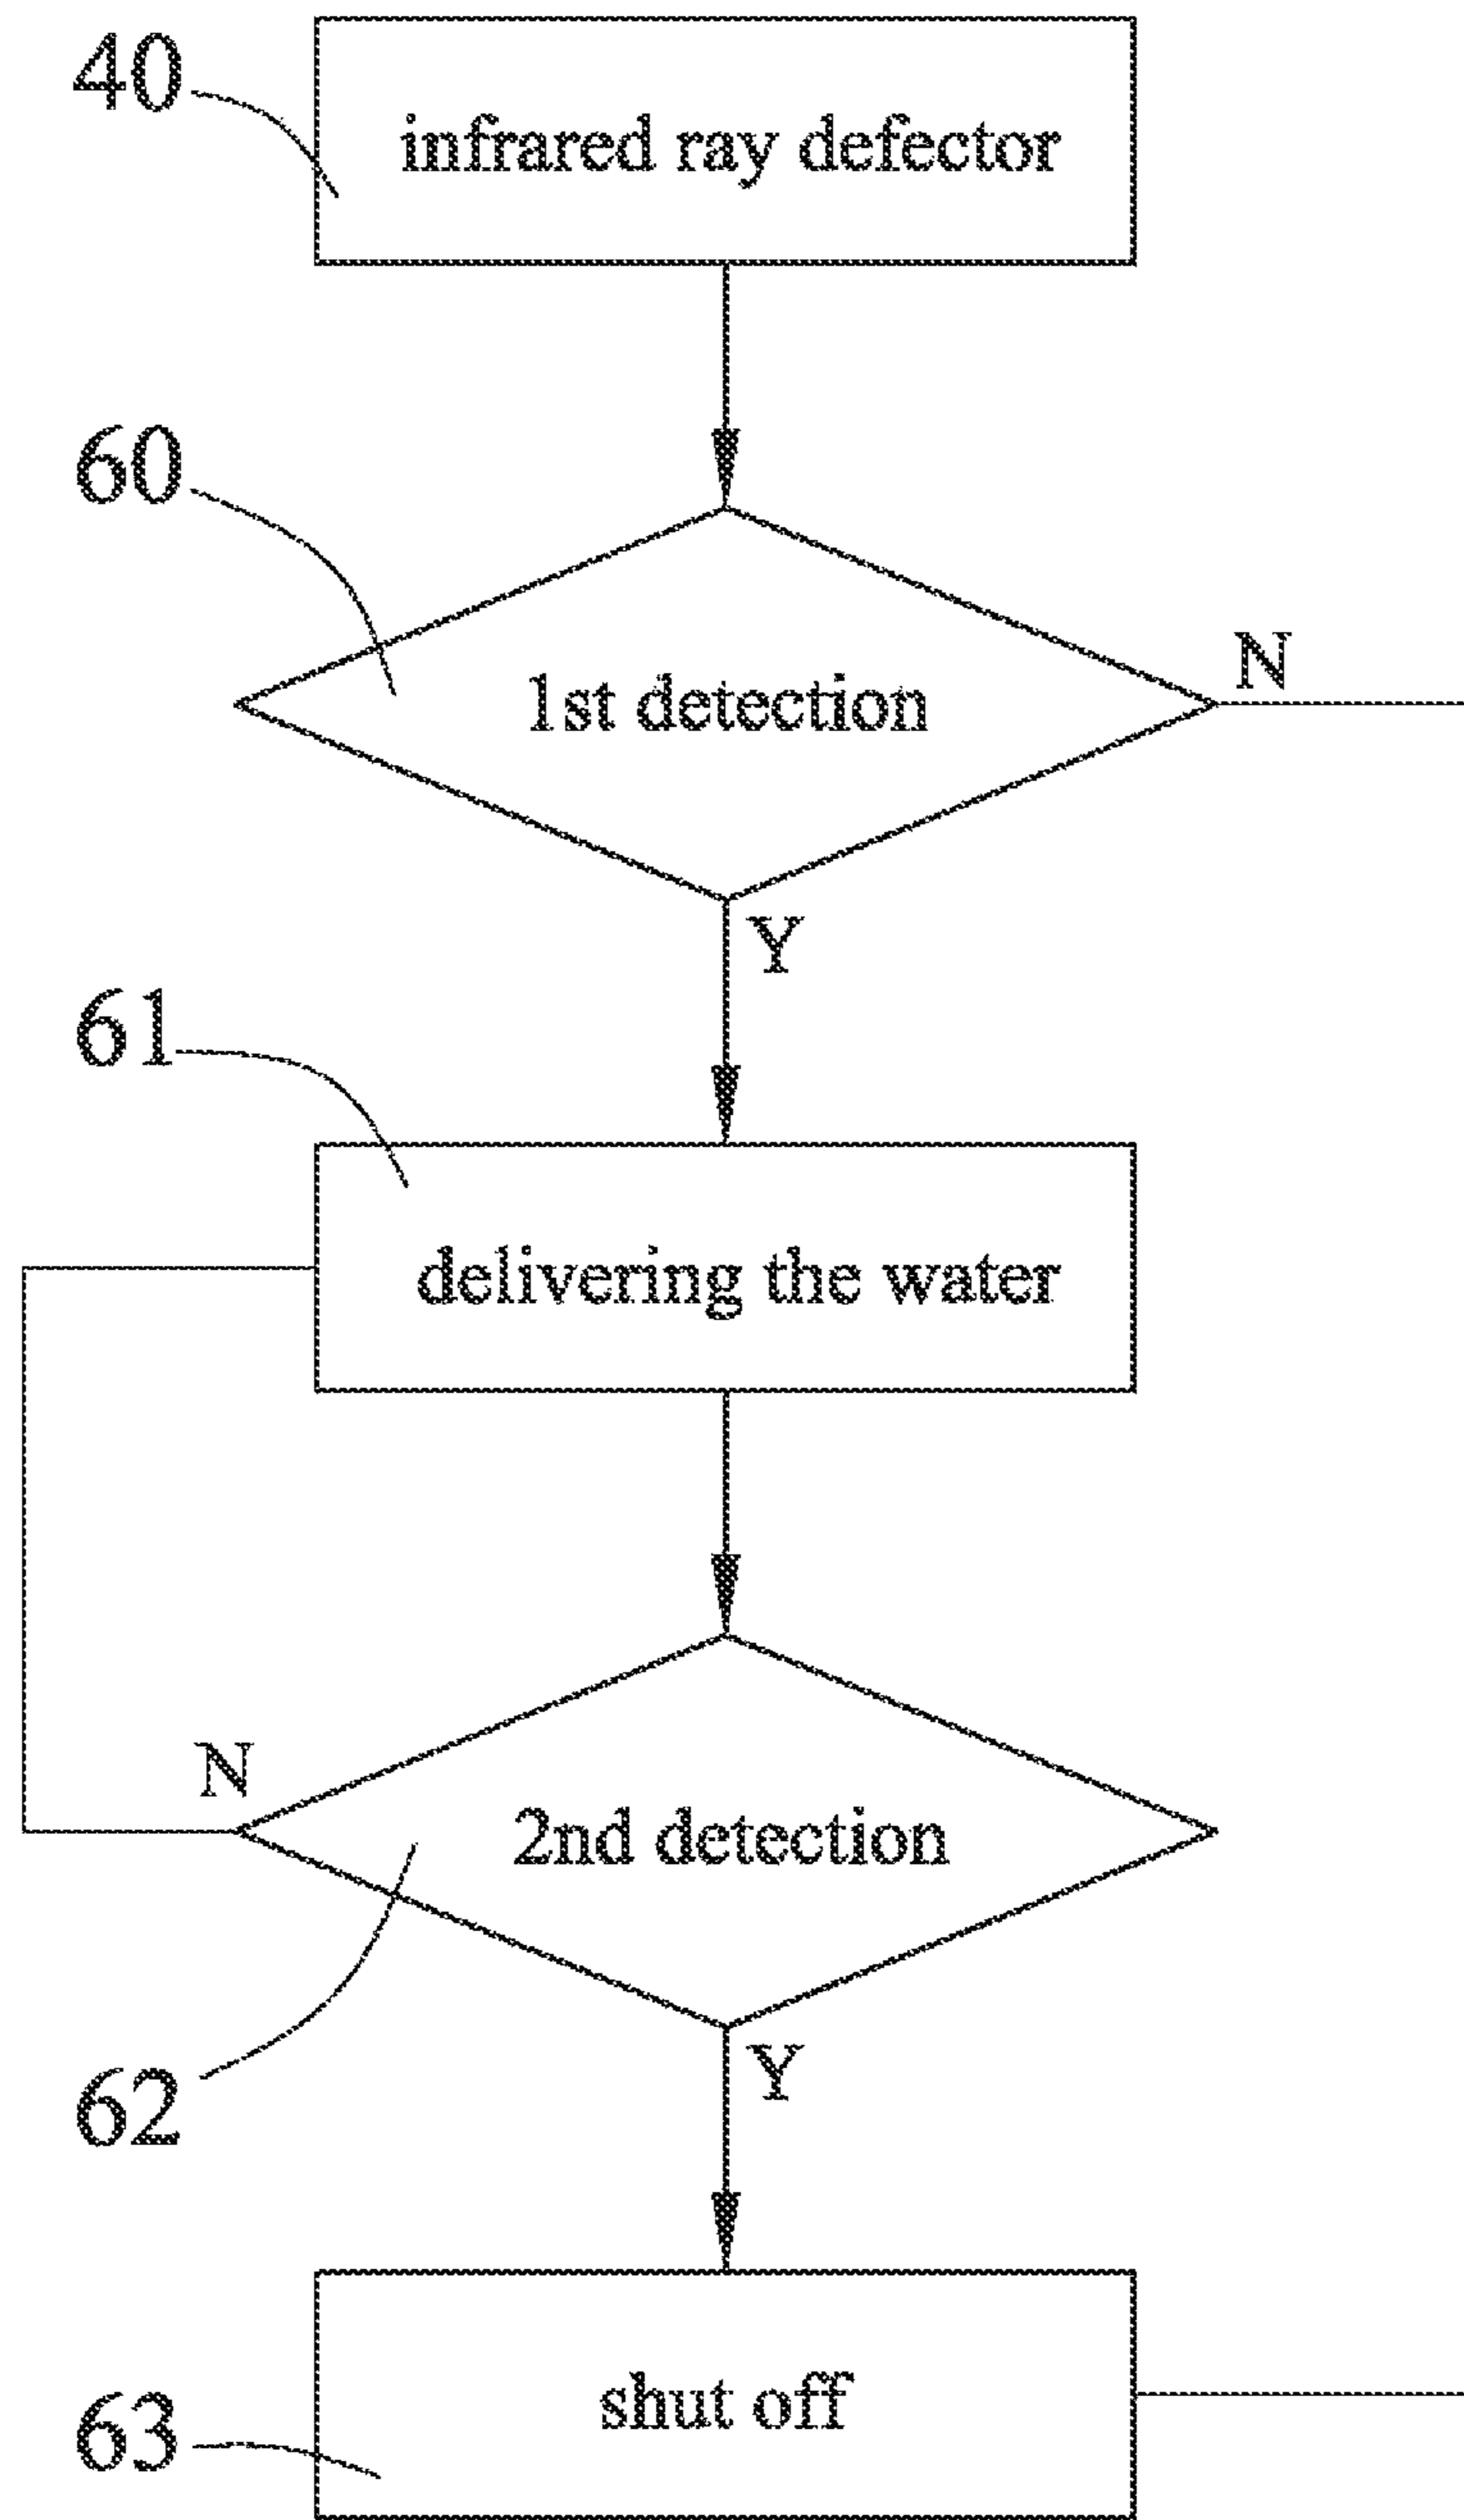 40
infrared ray defector
60
1st detection
N
Y
61
delivering the water
N
2nd detection
62
Y
shut off
63